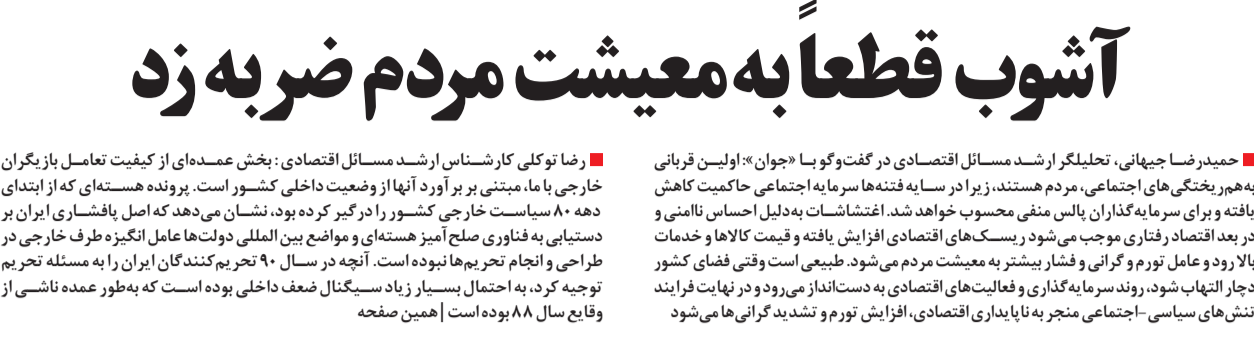 آشوب قطعاً به معیشت مردم ضربه زد
حمیدرضا جیهانی، تحلیلگر ارشد مسائل اقتصادی در گفت‌وگو با «جوان»: اولین قربانی
به‌هم‌ریختگی‌های اجتماعی، مردم هستند، زیرا در سایه فتنه‌ها سرمایه اجتماعی حاکمیت کاهش
یافته و برای سرمایه‌گذاران پالس منفی محسوب خواهد شد. اغتشاشات به‌دلیل احساس ناامنی و
در بعد اقتصاد رفتاری موجب می‌شود ریسک‌های اقتصادی افزایش یافته و قیمت کالاها و خدمات
بالا رود و عامل تورم و گرانی و فشار بیشتر به معیشت مردم می‌شود. طبیعی است وقتی فضای کشور
دچار التهاب شود، روند سرمایه‌گذاری و فعالیت‌های اقتصادی به دست‌انداز می‌رود و در نهایت فرایند
تنش‌های سیاسی-اجتماعی منجر به ناپایداری اقتصادی، افزایش تورم و تشدید گرانی‌ها می‌شود
رضا توکلی کارشناس ارشد مسائل اقتصادی: بخش عمده‌ای از کیفیت تعامل بازیگران
خارجی با ما، مبتنی بر برآورد آنها از وضعیت داخلی کشور است. پرونده هسته‌ای که از ابتدای
دهه ۸۰ سیاست خارجی کشور را درگیر کرده بود، نشان می‌دهد که اصل پافشاری ایران بر
دستیابی به فناوری صلح‌آمیز هسته‌ای و مواضع بین المللی دولت‌ها عامل انگیزه طرف خارجی در
طراحی و انجام تحریم‌ها نبوده است. آنچه در سال ۹۰ تحریم‌کنندگان ایران را به مسئله تحریم
توجیه کرد، به احتمال بسیار زیاد سیگنال ضعف داخلی بوده است که به‌طور عمده ناشی از
وقایع سال ۸۸ بوده است | همین صفحه